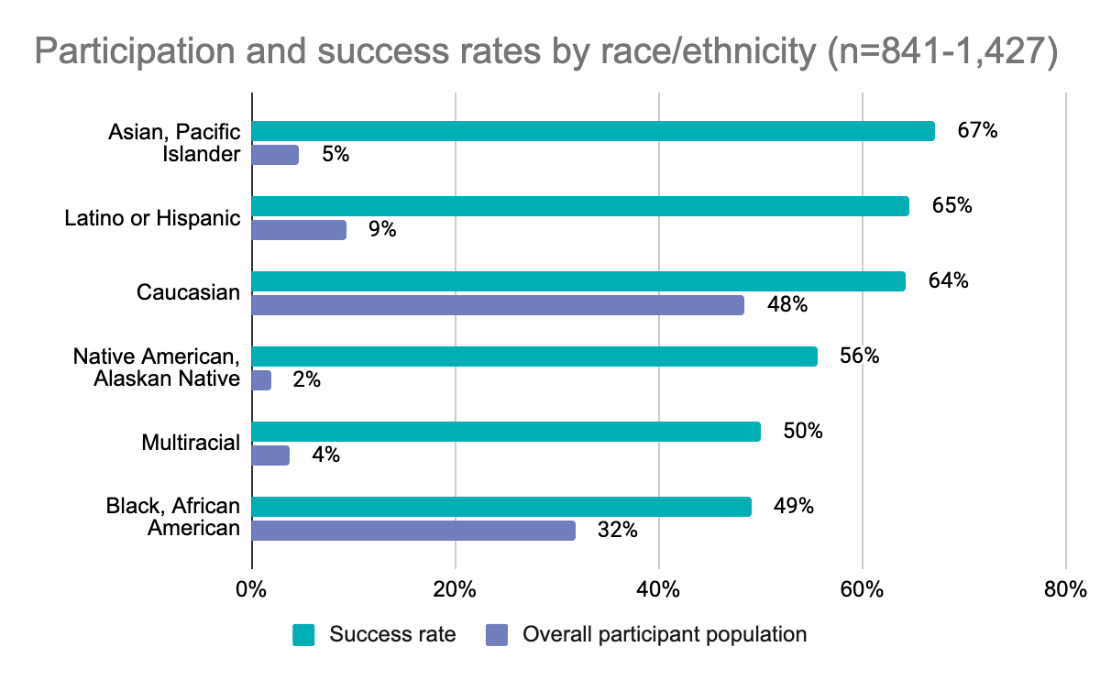 Participation and success rates by race/ethnicity (n=841-1,427)
Asian, Pacific
Islander
67%
5%
Latino or Hispanic
65%
9%
Caucasian
64%
48%
Native American,
Alaskan Native
56%
2%
Multiracial
50%
4%
Black, African
American
49%
32%
0% 20% 40% 60% 80%
Success rate Overall participant population